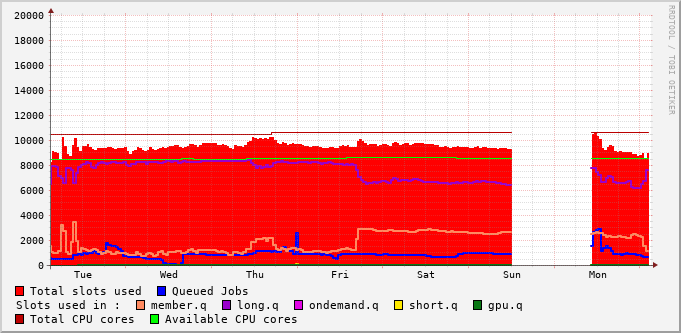 20000
18000
16000
14000
12000
10000
8000
6000
4000
2000
0
Tue Wed Thu Fri Sat Sun Mon
Total slots used Queued Jobs
Slots used in : member.q long.q ondemand.q short.q gpu.q
Total CPU cores Available CPU cores
RRDTOOL / TOBI OETIKER